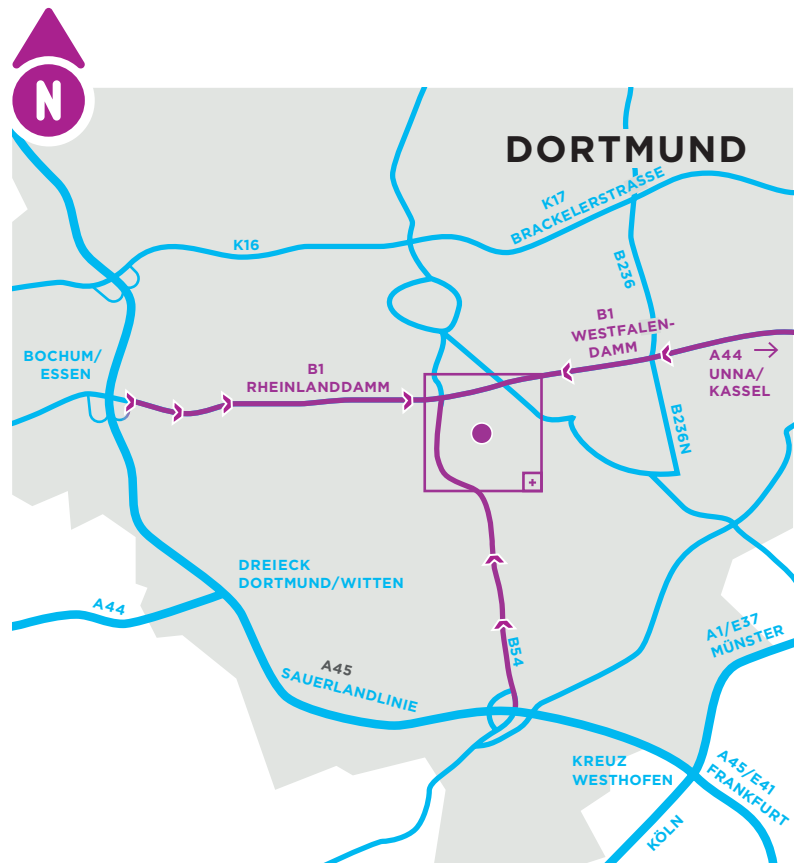 N
DORTMUND
K17
BRACKELERSTRASSE
K16
B236
B1
WESTFALEN-
DAMM
BOCHUM/
ESSEN
B1
RHEINLANDDAMM
A44 →
UNNA/
KASSEL
B236N
+
DREIECK
DORTMUND/WITTEN
A44
A1/E37
MÜNSTER
B54
A45
SAUERLANDLINIE
KREUZ
WESTHOFEN
A45/E41
FRANKFURT
KÖLN